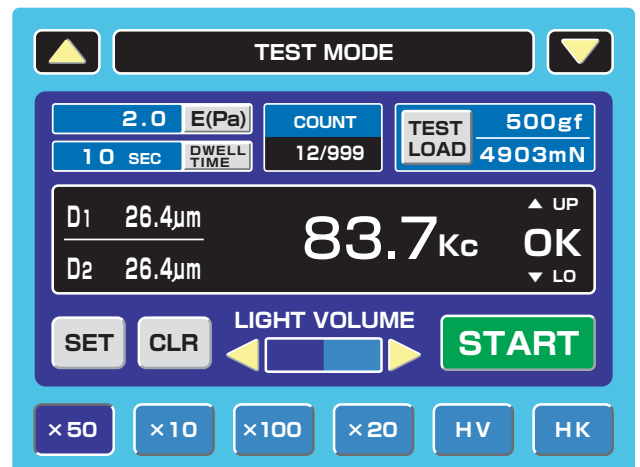 TEST MODE
2.0 E(Pa)
10 SEC DWELL TIME
COUNT
12/999
TEST LOAD
500gf
4903mN
D1 26.4µm
D2 26.4µm
83.7Kc
▲ UP
OK
▼ LO
SET
CLR
LIGHT VOLUME
START
×50
×10
×100
×20
HV
HK